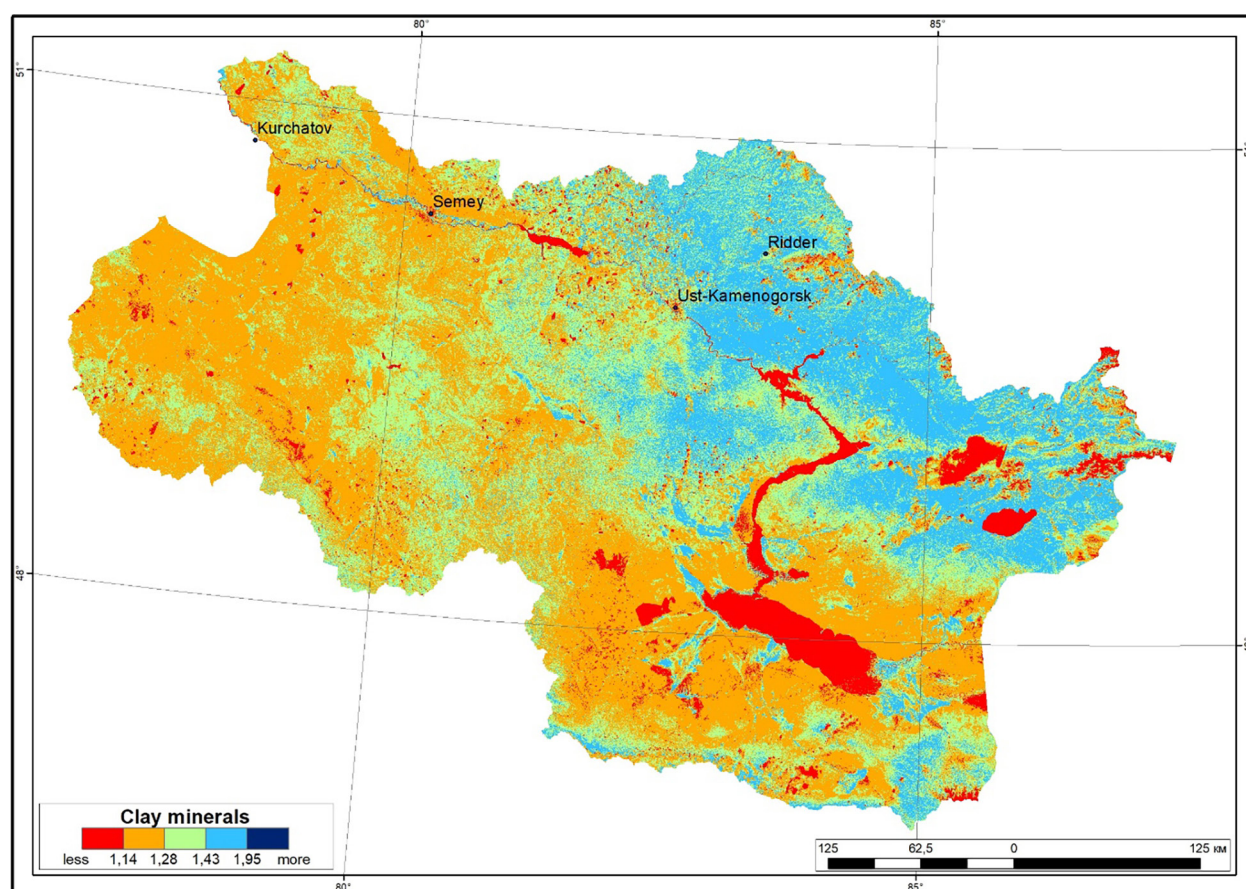 80°
85°
51°
Kurchatov
Semey
Ridder
Ust-Kamenogorsk
48°
Clay minerals
less 1,14 1,28 1,43 1,95 more
125 62,5 0 125 км
80°
85°